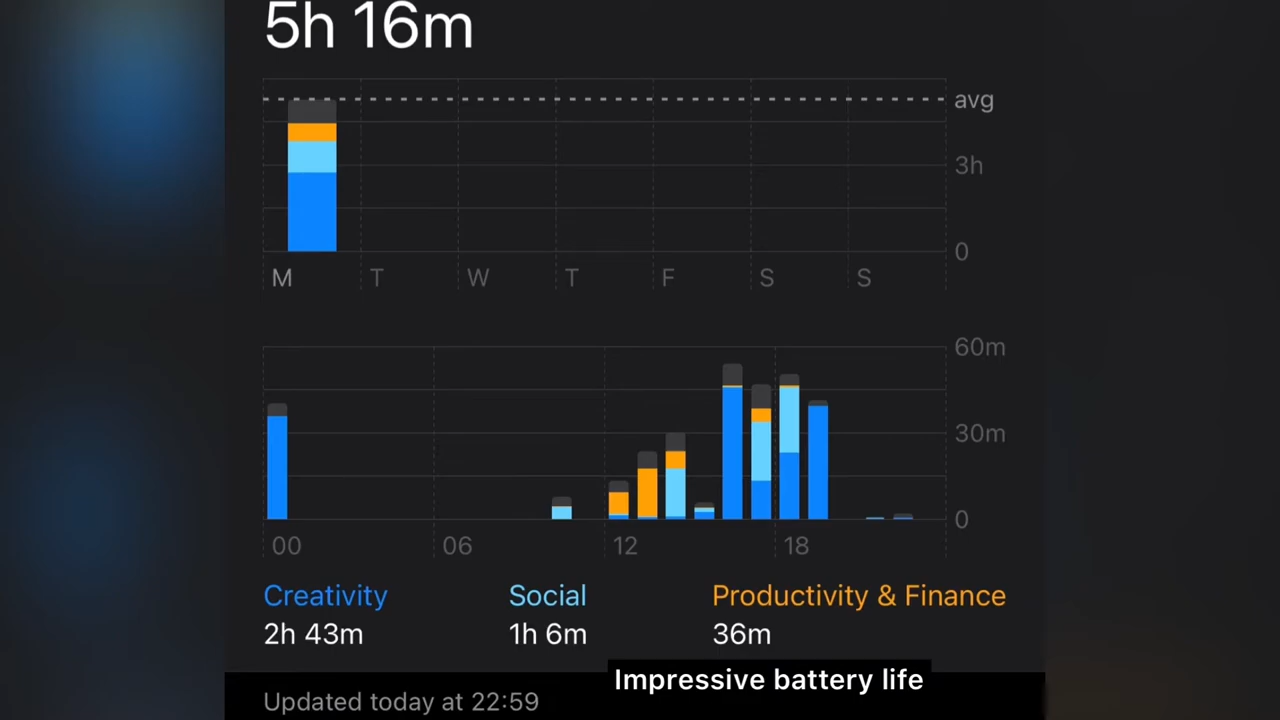 5h 16m
avg
3h
0
M T W T F S S
60m
30m
0
00 06 12 18
Creativity Social Productivity & Finance
2h 43m 1h 6m 36m
Impressive battery life
Updated today at 22:59